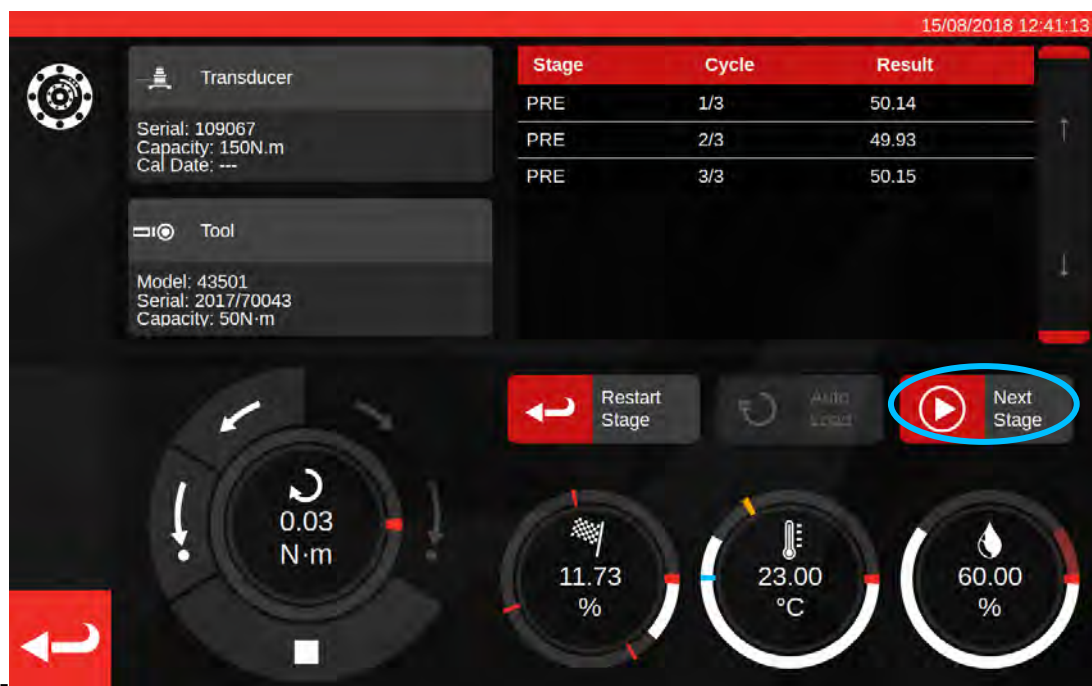 15/08/2018 12:41:13
Transducer
Serial: 109067
Capacity: 150N.m
Cal Date: ---
Tool
Model: 43501
Serial: 2017/70043
Capacity: 50N·m
Stage Cycle Result
PRE 1/3 50.14
PRE 2/3 49.93
PRE 3/3 50.15
Restart
Stage
Auto
Load
Next
Stage
0.03
N·m
11.73
%
23.00
°C
60.00
%